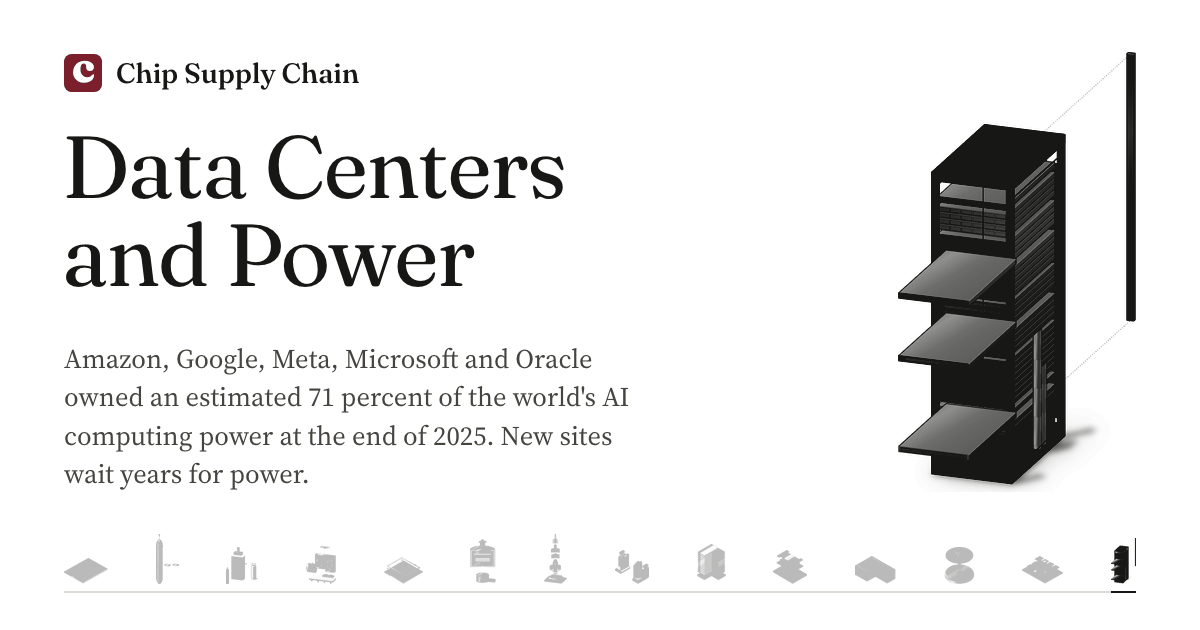 C
Chip Supply Chain
Data Centers
and Power
Amazon, Google, Meta, Microsoft and Oracle
owned an estimated 71 percent of the world's AI
computing power at the end of 2025. New sites
wait years for power.